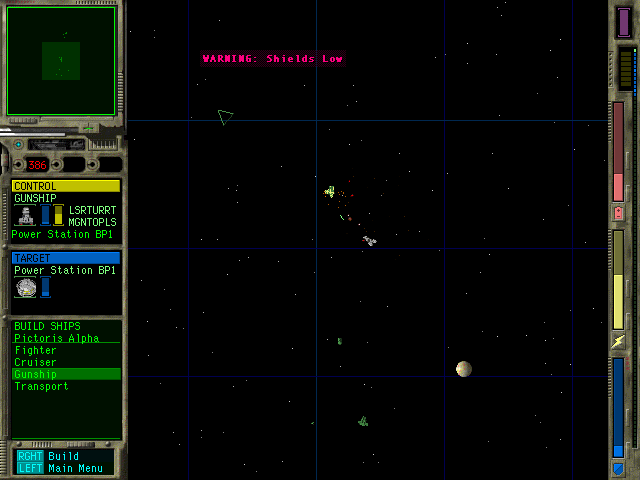 WARNING: Shields Low
386
CONTROL
GUNSHIP
LSRTURRT
MGNTOPLS
Power Station BP1
TARGET
Power Station BP1
BUILD SHIPS
Pictoris Alpha
Fighter
Cruiser
Gunship
Transport
RGHT Build
LEFT Main Menu